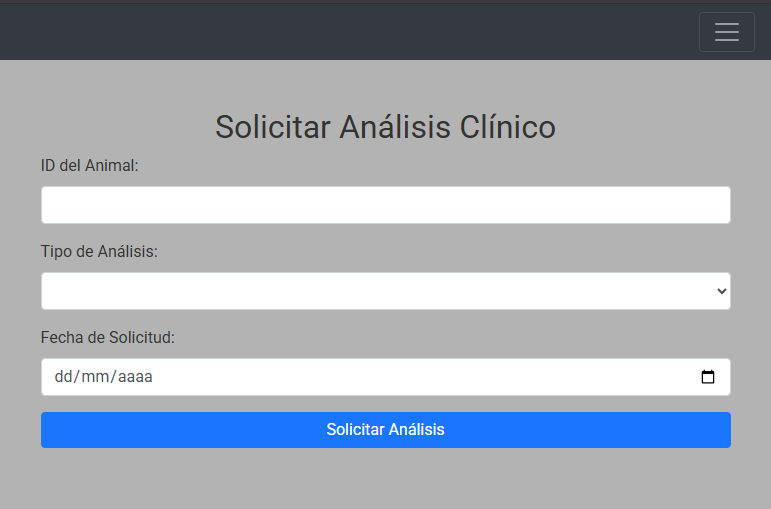 Solicitar Análisis Clínico
ID del Animal:
Tipo de Análisis:
Fecha de Solicitud:
dd/mm/aaaa
Solicitar Análisis